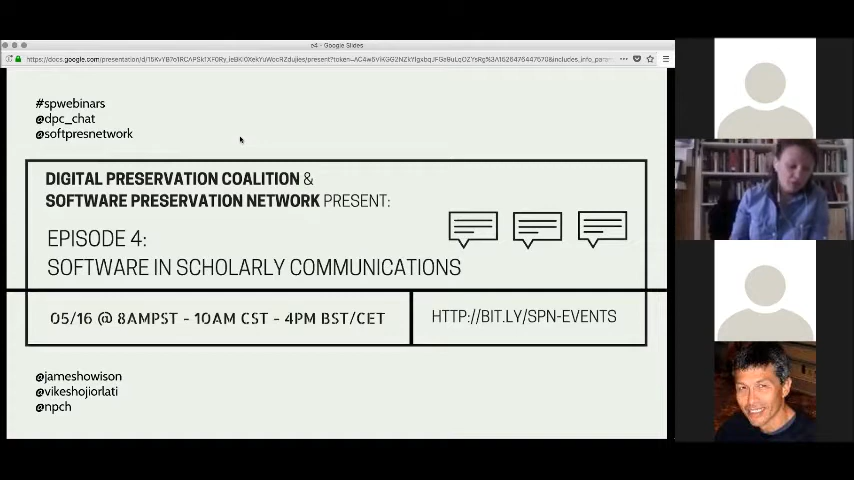 e4 - Google Slides
#spwebinars
@dpc_chat
@softpresnetwork
DIGITAL PRESERVATION COALITION &
SOFTWARE PRESERVATION NETWORK PRESENT:
EPISODE 4:
SOFTWARE IN SCHOLARLY COMMUNICATIONS
05/16 @ 8AMPST - 10AM CST - 4PM BST/CET
HTTP://BIT.LY/SPN-EVENTS
@jameshowison
@vikeshojiorlati
@npch